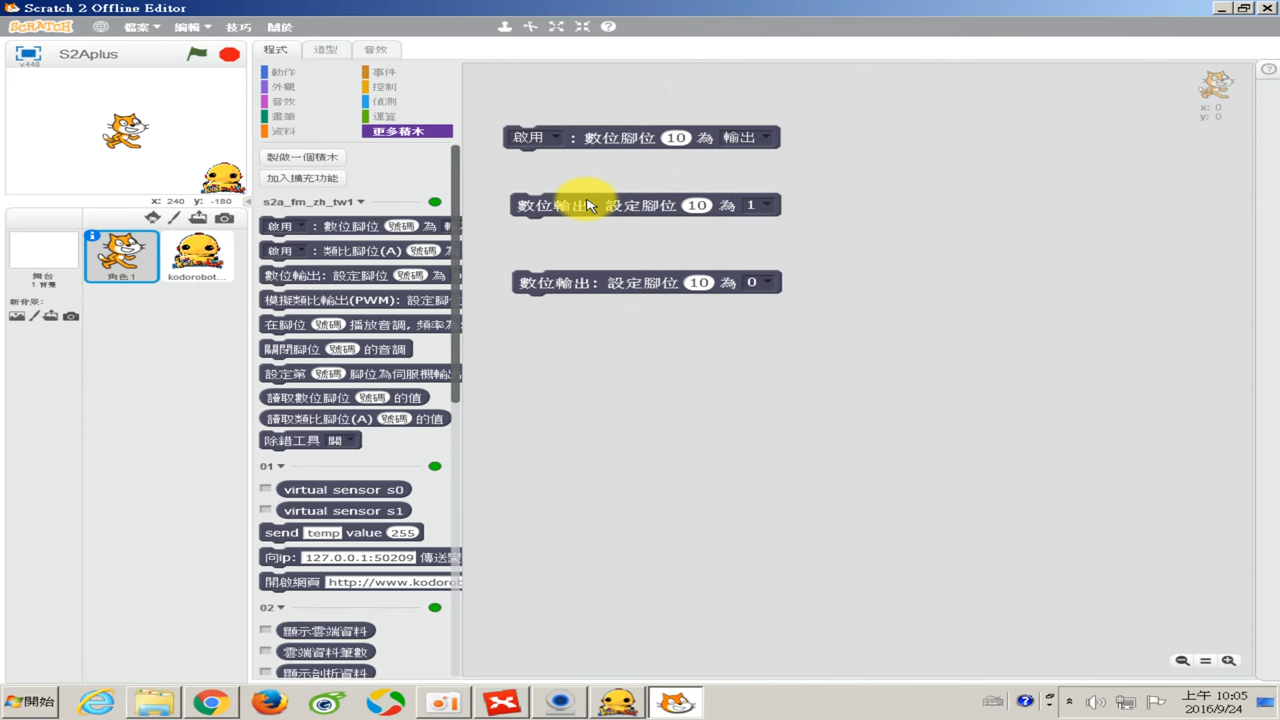 Scratch 2 Offline Editor
SCRATCH 檔案 編輯 技巧 關於
S2Aplus
v448
x: 240 y: -180
舞台
1 背景
新背景:
角色1
kodorobot...
程式 造型 音效
動作 事件
外觀 控制
音效 偵測
畫筆 運算
資料 更多積木
製做一個積木
加入擴充功能
s2a_fm_zh_tw1
啟用 : 數位腳位 號碼 為
啟用 : 類比腳位(A) 號碼 為
數位輸出: 設定腳位 號碼 為
模擬類比輸出(PWM): 設定腳
在腳位 號碼 播放音調, 頻率為
關閉腳位 號碼 的音調
設定第 號碼 腳位為伺服機輸出
讀取數位腳位 號碼 的值
讀取類比腳位(A) 號碼 的值
除錯工具 關
01
virtual sensor s0
virtual sensor s1
send temp value 255
向ip: 127.0.0.1:50209 傳送
開啟網頁 http://www.kodorob
02
顯示雲端資料
雲端資料筆數
顯示剖析資料
啟用 : 數位腳位 10 為 輸出
數位輸出: 設定腳位 10 為 1
數位輸出: 設定腳位 10 為 0
x: 0
y: 0
開始
上午 10:05
2016/9/24